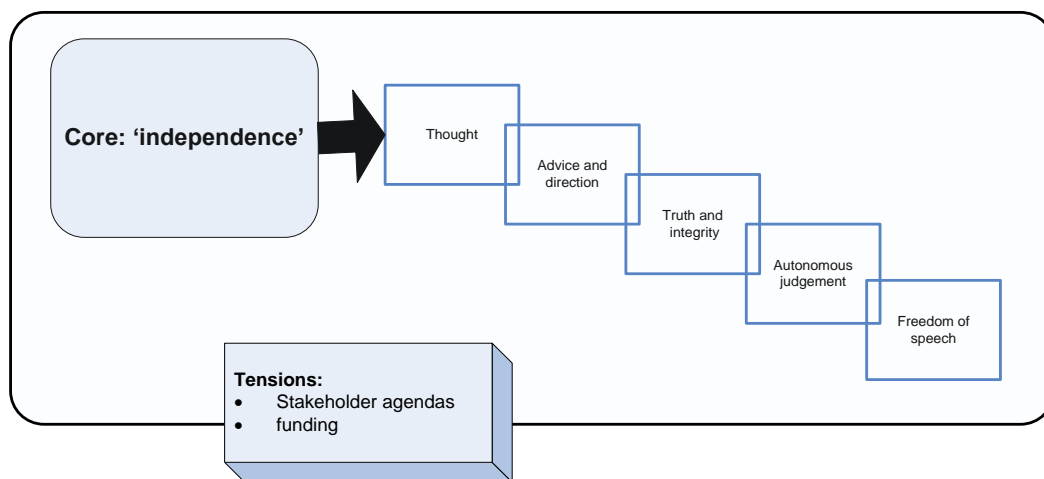 Core: ‘independence’
Thought
Advice and
direction
Truth and
integrity
Autonomous
judgement
Freedom of
speech
Tensions:
• Stakeholder agendas
• funding